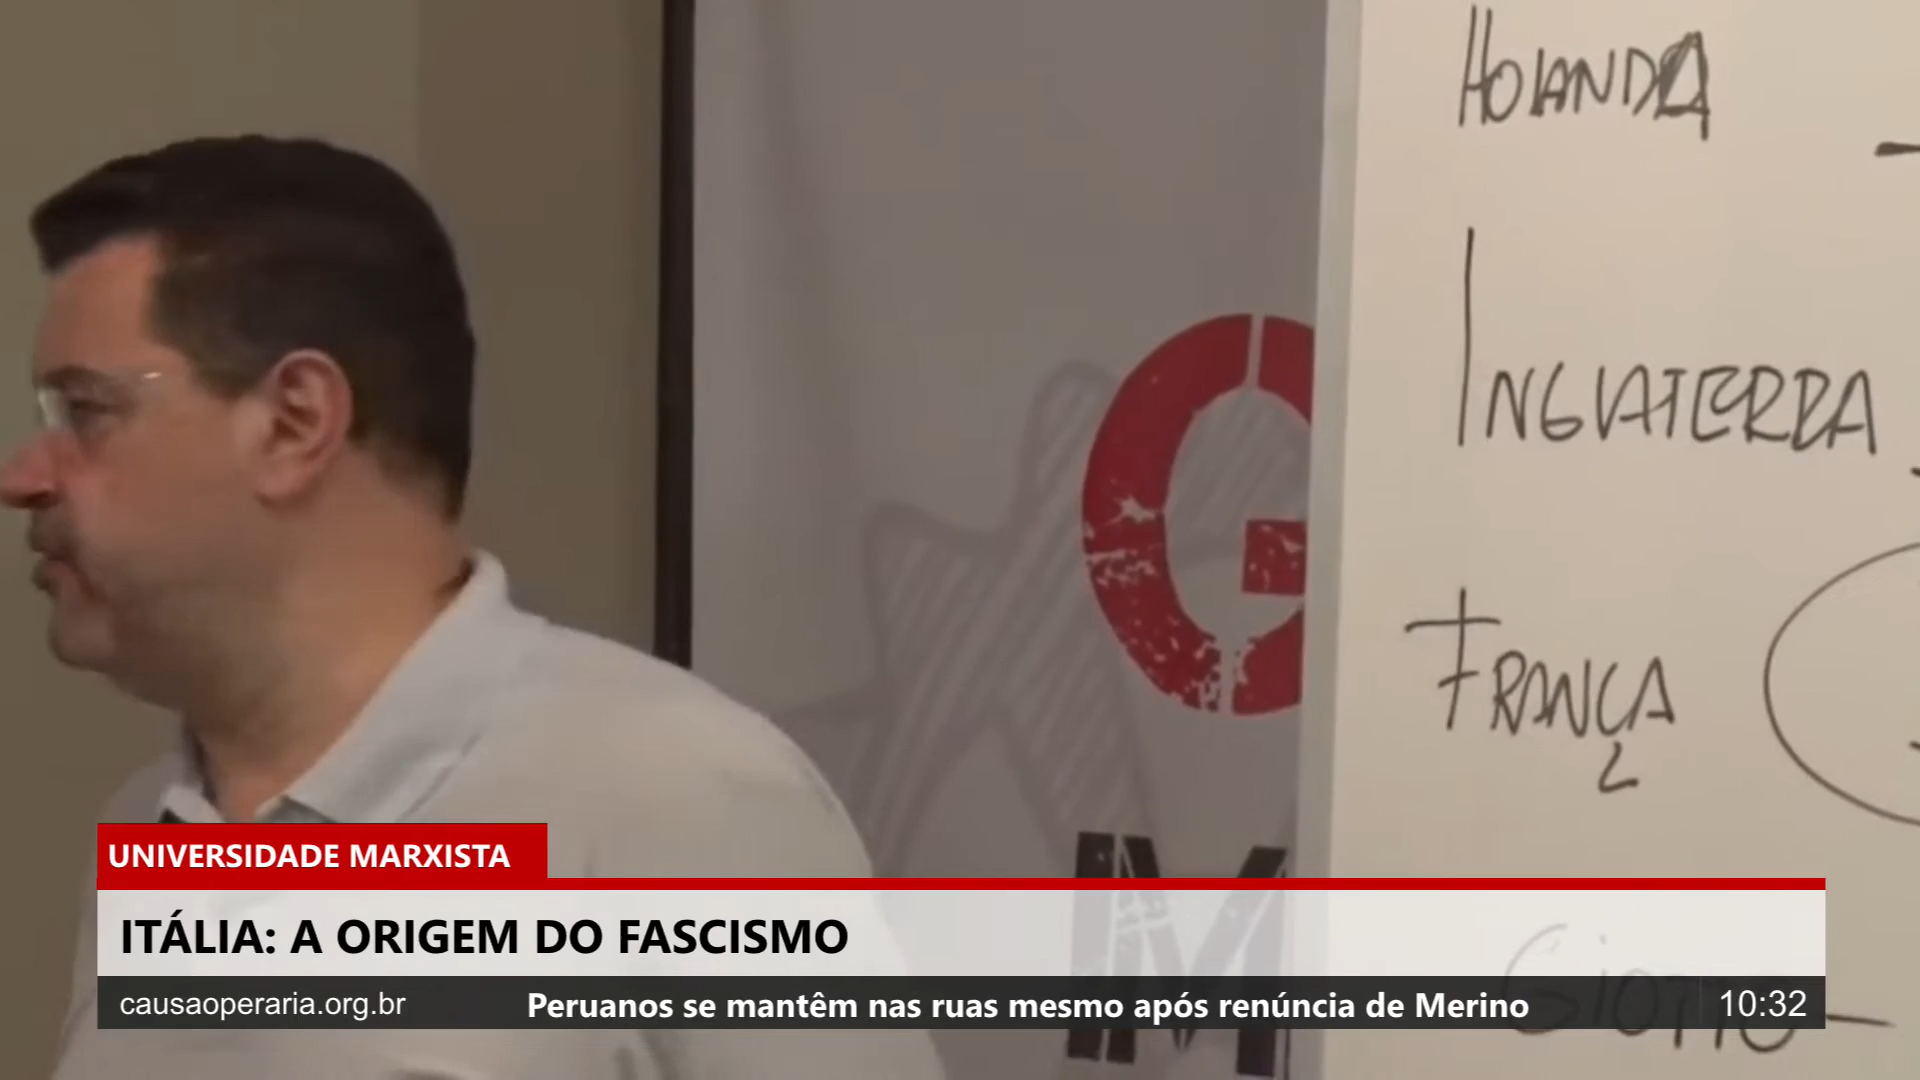 HOLANDA
INGLATERRA
FRANÇA
G
M
UNIVERSIDADE MARXISTA
ITÁLIA: A ORIGEM DO FASCISMO
GIOTTO –
causaoperaria.org.br
Peruanos se mantêm nas ruas mesmo após renúncia de Merino
10:32